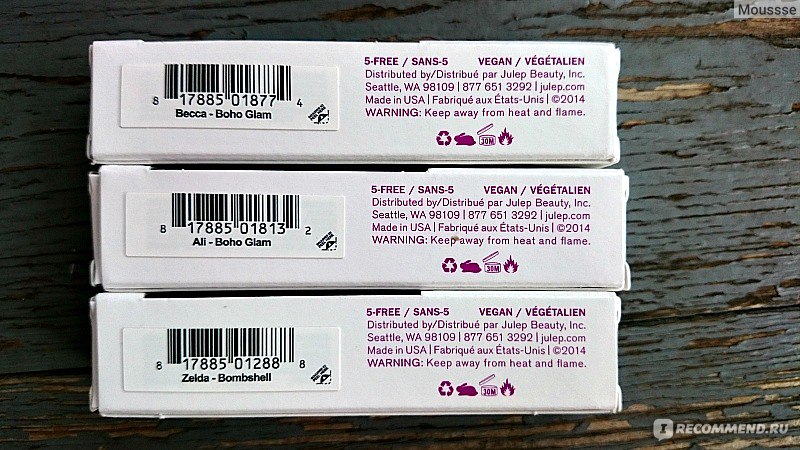 Moussse
5-FREE / SANS-5 VEGAN / VÉGÉTALIEN
Distributed by/Distribué par Julep Beauty, Inc.
Seattle, WA 98109 | 877 651 3292 | julep.com
Made in USA | Fabriqué aux États-Unis | ©2014
WARNING: Keep away from heat and flame.
30M
8 17885 01877 4
Becca - Boho Glam
5-FREE / SANS-5 VEGAN / VÉGÉTALIEN
Distributed by/Distribué par Julep Beauty, Inc.
Seattle, WA 98109 | 877 651 3292 | julep.com
Made in USA | Fabriqué aux États-Unis | ©2014
WARNING: Keep away from heat and flame.
30M
8 17885 01813 2
Ali - Boho Glam
5-FREE / SANS-5 VEGAN / VÉGÉTALIEN
Distributed by/Distribué par Julep Beauty, Inc.
Seattle, WA 98109 | 877 651 3292 | julep.com
Made in USA | Fabriqué aux États-Unis | ©2014
WARNING: Keep away from heat and flame.
30M
8 17885 01288 8
Zelda - Bombshell
IRECOMMEND.RU